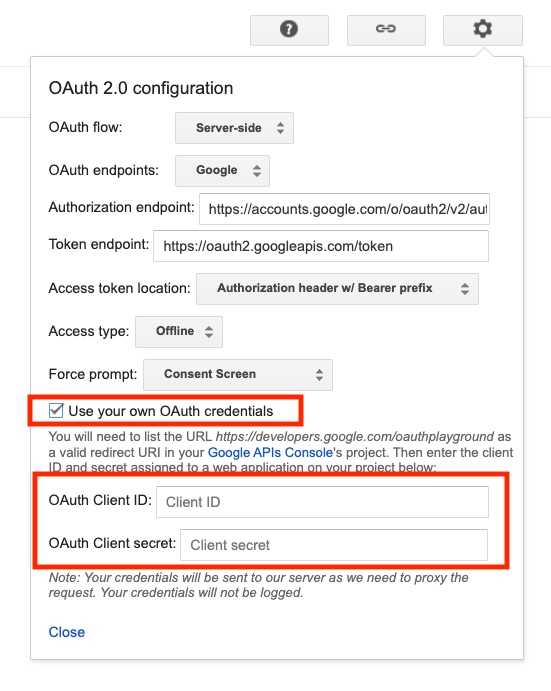 OAuth 2.0 configuration
OAuth flow: Server-side
OAuth endpoints: Google
Authorization endpoint: https://accounts.google.com/o/oauth2/v2/aut
Token endpoint: https://oauth2.googleapis.com/token
Access token location: Authorization header w/ Bearer prefix
Access type: Offline
Force prompt: Consent Screen
Use your own OAuth credentials
You will need to list the URL https://developers.google.com/oauthplayground as
a valid redirect URI in your Google APIs Console's project. Then enter the client
ID and secret assigned to a web application on your project below:
OAuth Client ID: Client ID
OAuth Client secret: Client secret
Note: Your credentials will be sent to our server as we need to proxy the
request. Your credentials will not be logged.
Close